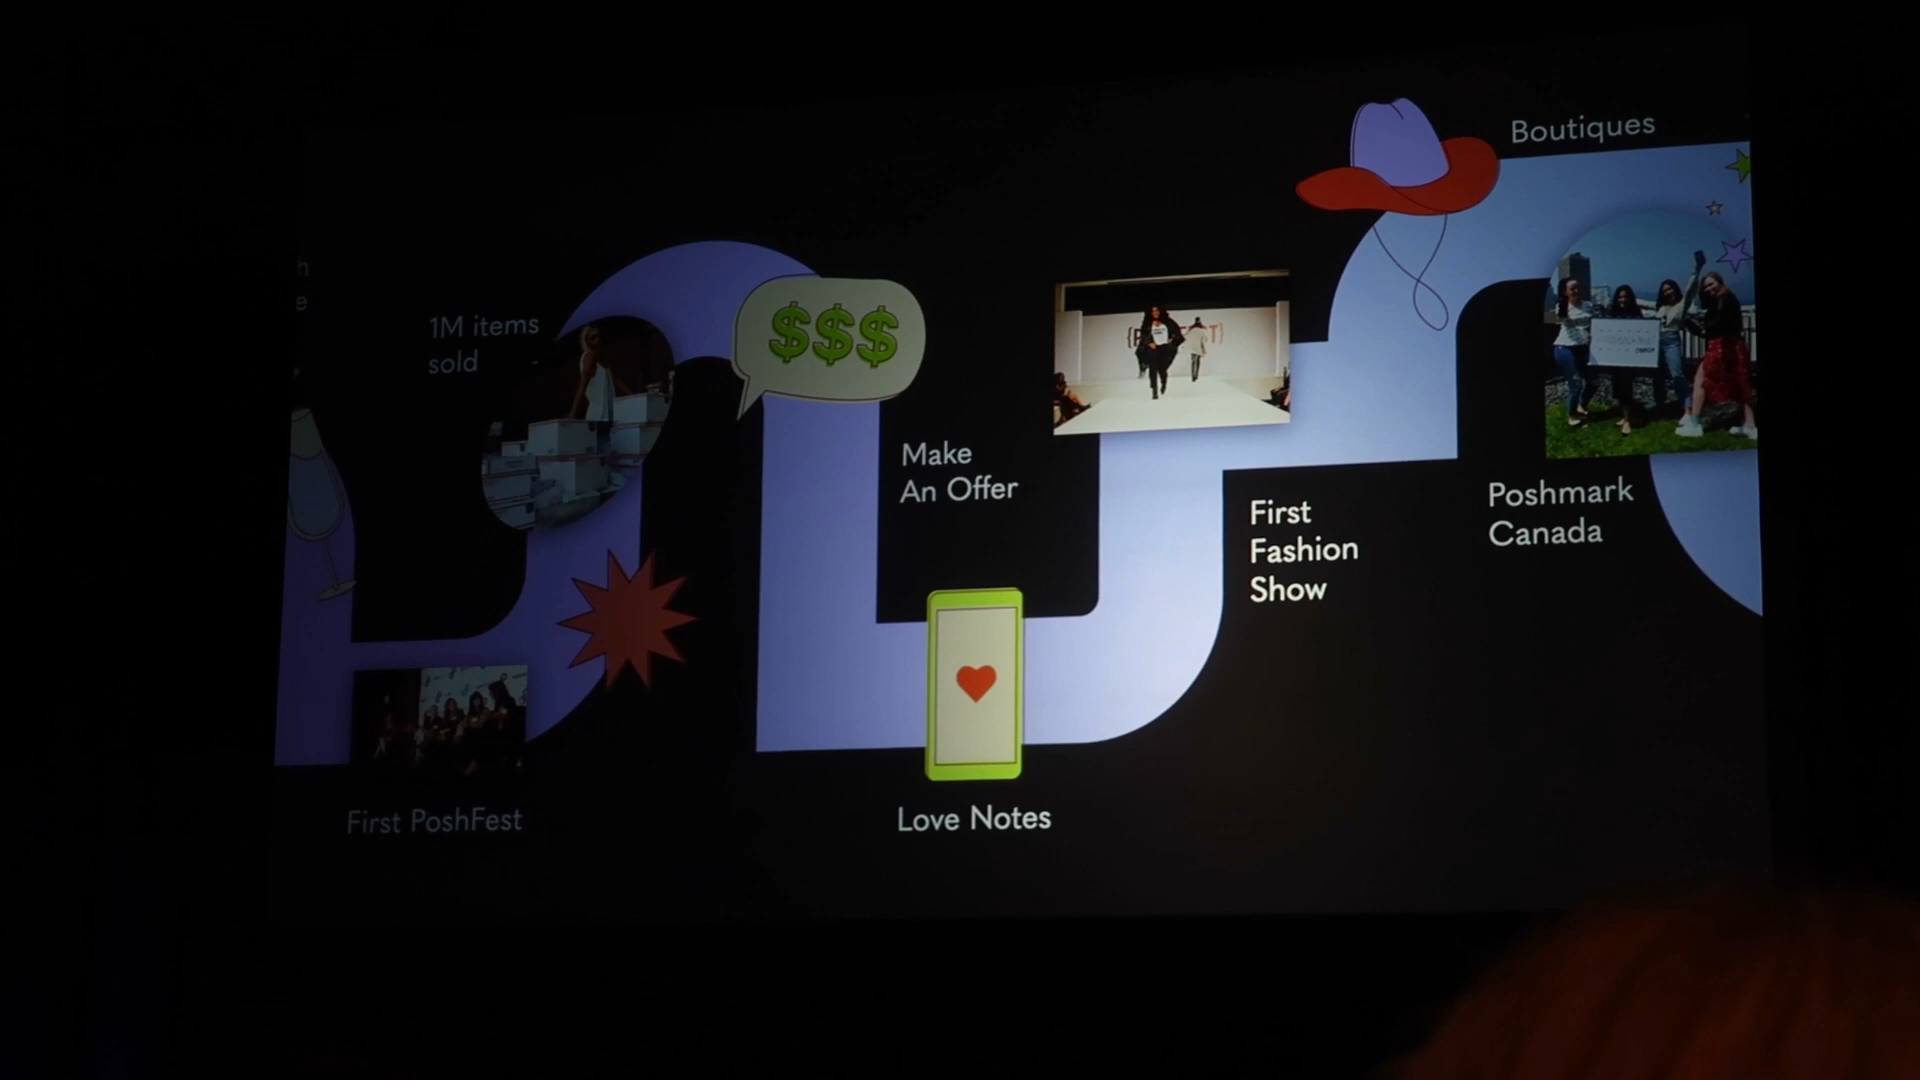 1M items
sold
$$$
Make
An Offer
First PoshFest
Love Notes
First
Fashion
Show
Boutiques
Poshmark
Canada